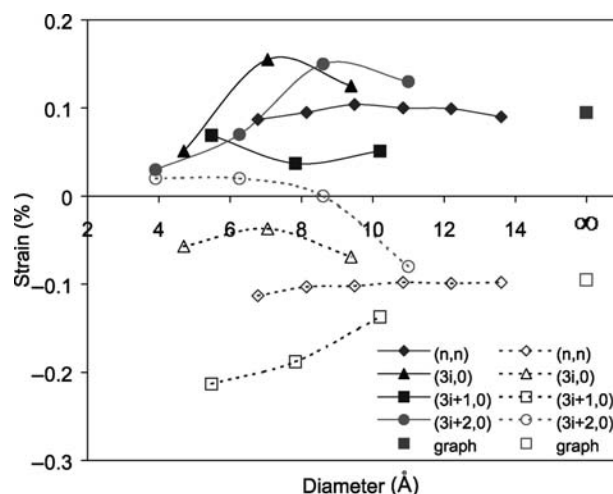 0.2
0.1
0
−0.1
−0.2
−0.3
Strain (%)
2 4 6 8 10 12 14 ∞
(n,n) (n,n)
(3i,0) (3i,0)
(3i+1,0) (3i+1,0)
(3i+2,0) (3i+2,0)
graph graph
Diameter (Å)